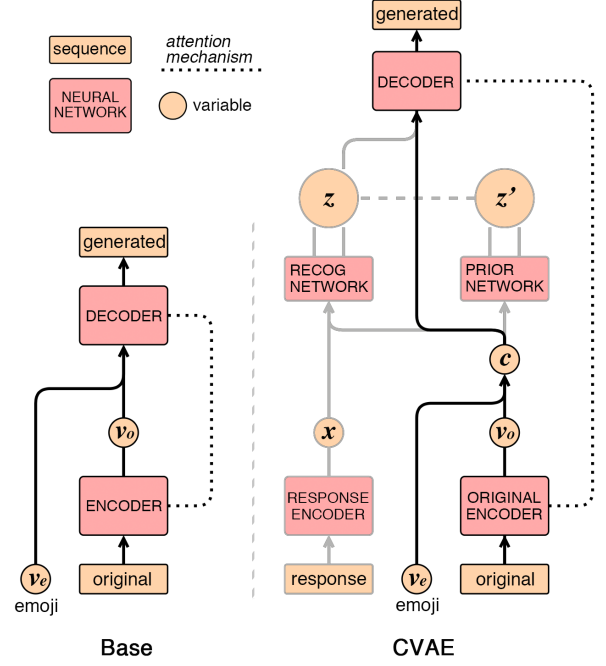 sequence
attention
mechanism
NEURAL
NETWORK
variable
generated
DECODER
vo
ENCODER
ve
original
emoji
Base
generated
DECODER
z
z'
RECOG
NETWORK
PRIOR
NETWORK
c
x
vo
RESPONSE
ENCODER
ORIGINAL
ENCODER
response
ve
original
emoji
CVAE